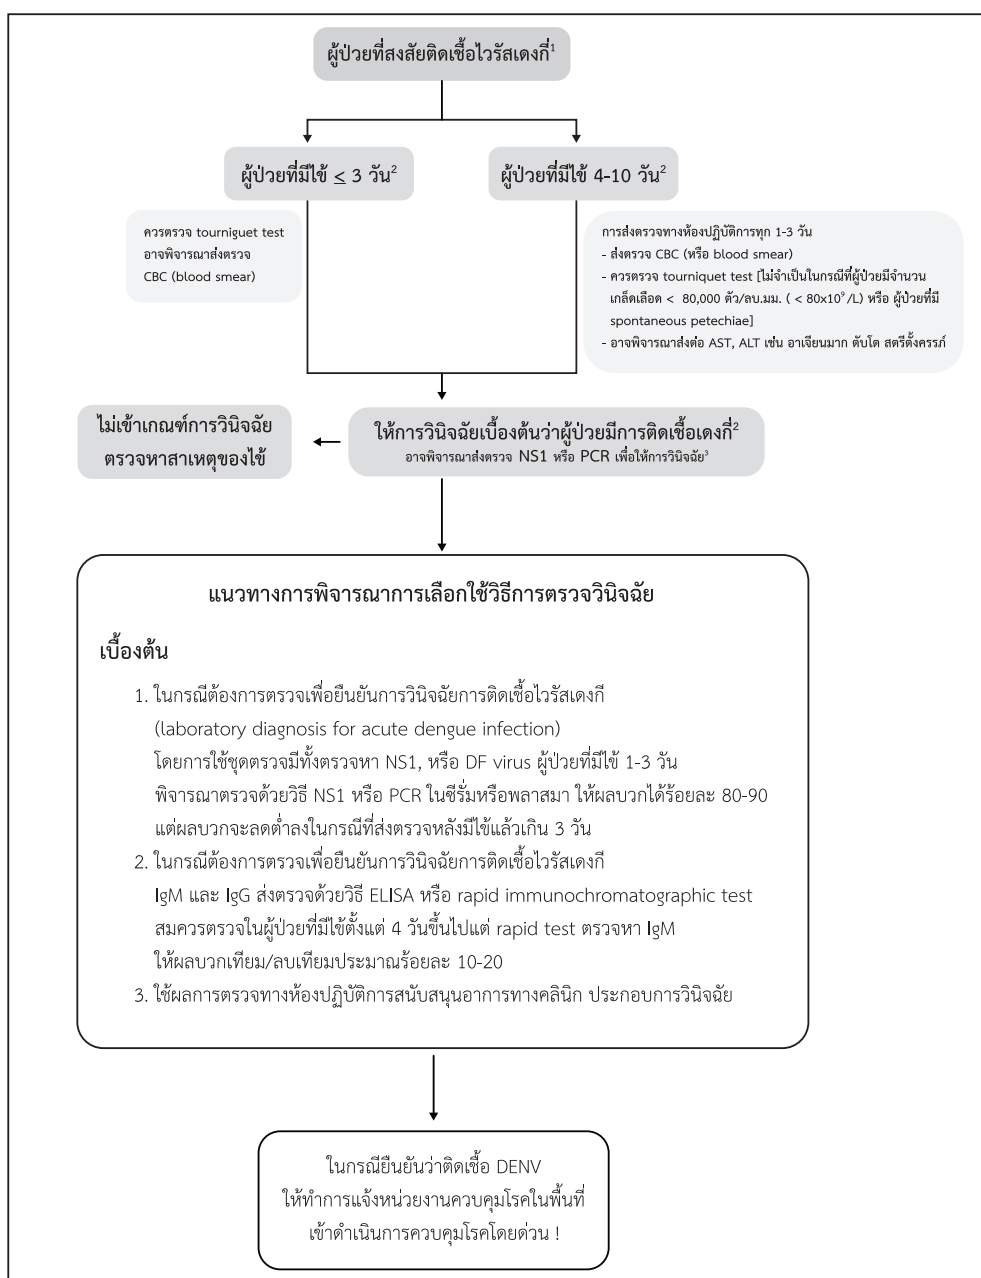 ผู้ป่วยที่สงสัยติดเชื้อไวรัสเดงกี่¹
ผู้ป่วยที่มีไข้ ≤ 3 วัน²
ผู้ป่วยที่มีไข้ 4-10 วัน²
ควรตรวจ tourniguet test
อาจพิจารณาส่งตรวจ
CBC (blood smear)
การส่งตรวจทางห้องปฏิบัติการทุก 1-3 วัน
- ส่งตรวจ CBC (หรือ blood smear)
- ควรตรวจ tourniquet test [ไม่จำเป็นในกรณีที่ผู้ป่วยมีจำนวน
เกล็ดเลือด < 80,000 ตัว/ลบ.มม. ( < 80x10⁹/L) หรือ ผู้ป่วยที่มี
spontaneous petechiae]
- อาจพิจารณาส่งต่อ AST, ALT เช่น อาเจียนมาก ตับโต สตรีตั้งครรภ์
ไม่เข้าเกณฑ์การวินิจฉัย
ตรวจหาสาเหตุของไข้
ให้การวินิจฉัยเบื้องต้นว่าผู้ป่วยมีการติดเชื้อเดงกี่²
อาจพิจารณาส่งตรวจ NS1 หรือ PCR เพื่อให้การวินิจฉัย³
แนวทางการพิจารณาการเลือกใช้วิธีการตรวจวินิจฉัย
เบื้องต้น
1. ในกรณีต้องการตรวจเพื่อยืนยันการวินิจฉัยการติดเชื้อไวรัสเดงกี
(laboratory diagnosis for acute dengue infection)
โดยการใช้ชุดตรวจมีทั้งตรวจหา NS1, หรือ DF virus ผู้ป่วยที่มีไข้ 1-3 วัน
พิจารณาตรวจด้วยวิธี NS1 หรือ PCR ในซีรั่มหรือพลาสมา ให้ผลบวกได้ร้อยละ 80-90
แต่ผลบวกจะลดต่ำลงในกรณีที่ส่งตรวจหลังมีไข้แล้วเกิน 3 วัน
2. ในกรณีต้องการตรวจเพื่อยืนยันการวินิจฉัยการติดเชื้อไวรัสเดงกี
IgM และ IgG ส่งตรวจด้วยวิธี ELISA หรือ rapid immunochromatographic test
สมควรตรวจในผู้ป่วยที่มีไข้ตั้งแต่ 4 วันขึ้นไปแต่ rapid test ตรวจหา IgM
ให้ผลบวกเทียม/ลบเทียมประมาณร้อยละ 10-20
3. ใช้ผลการตรวจทางห้องปฏิบัติการสนับสนุนอาการทางคลินิก ประกอบการวินิจฉัย
ในกรณียืนยันว่าติดเชื้อ DENV
ให้ทำการแจ้งหน่วยงานควบคุมโรคในพื้นที่
เข้าดำเนินการควบคุมโรคโดยด่วน !